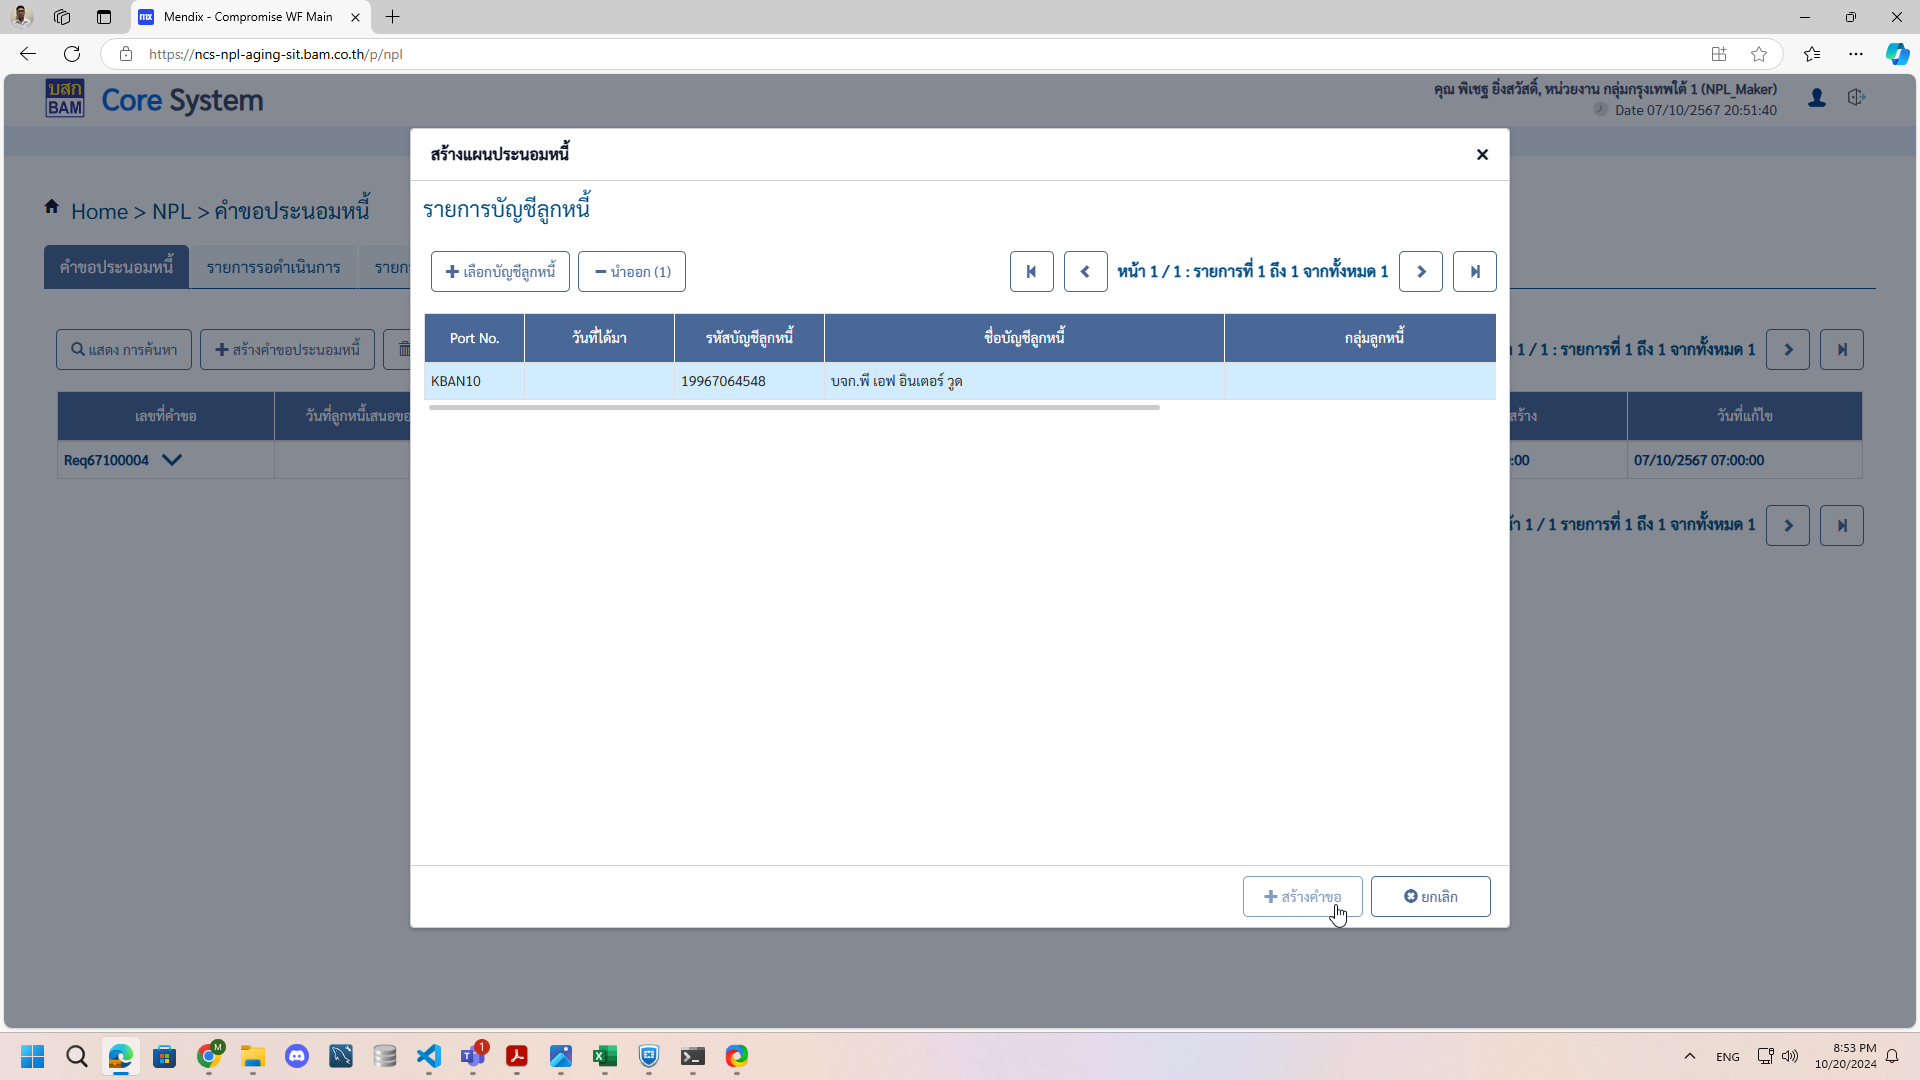 Mendix - Compromise WF Main
https://ncs-npl-aging-sit.bam.co.th/p/npl
บสก
BAM
Core System
คุณ พิเชฐ ยิ่งสวัสดิ์, หน่วยงาน กลุ่มกรุงเทพใต้ 1 (NPL_Maker)
Date 07/10/2567 20:51:40
Home > NPL > คำขอประนอมหนี้
คำขอประนอมหนี้
รายการรอดำเนินการ
แสดง การค้นหา
สร้างคำขอประนอมหนี้
1 / 1 : รายการที่ 1 ถึง 1 จากทั้งหมด 1
เลขที่คำขอ
วันที่ลูกหนี้เสนอขอ
สร้าง
วันที่แก้ไข
Req67100004
:00
07/10/2567 07:00:00
1 / 1 รายการที่ 1 ถึง 1 จากทั้งหมด 1
สร้างแผนประนอมหนี้
รายการบัญชีลูกหนี้
เลือกบัญชีลูกหนี้
นำออก (1)
หน้า 1 / 1 : รายการที่ 1 ถึง 1 จากทั้งหมด 1
Port No.
วันที่ได้มา
รหัสบัญชีลูกหนี้
ชื่อบัญชีลูกหนี้
กลุ่มลูกหนี้
KBAN10
19967064548
บจก.พี เอฟ อินเตอร์ วูด
สร้างคำขอ
ยกเลิก
M
1
ENG
8:53 PM
10/20/2024